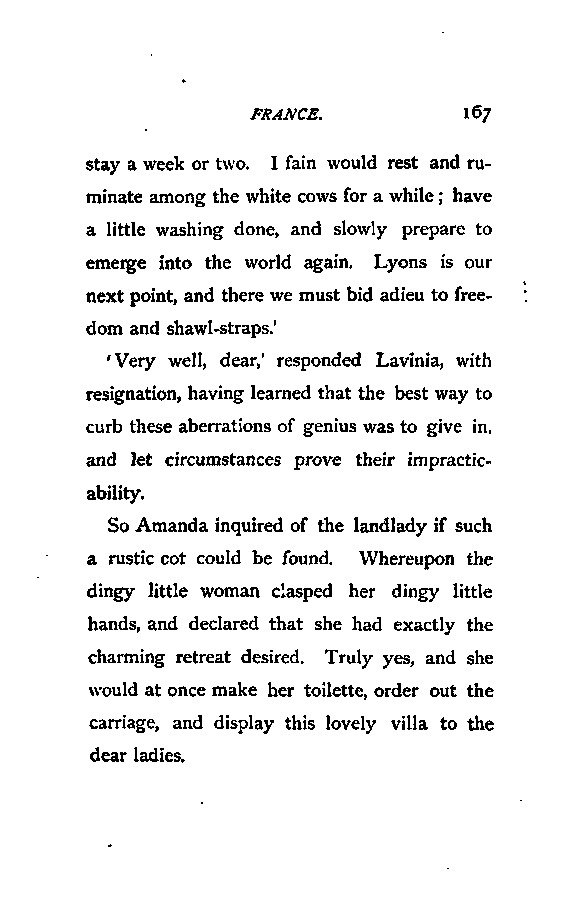 FRANCE. 167
stay a week or two. I fain would rest and ru-
minate among the white cows for a while; have
a little washing done, and slowly prepare to
emerge into the world again. Lyons is our
next point, and there we must bid adieu to free-
dom and shawl-straps.'
'Very well, dear,' responded Lavinia, with
resignation, having learned that the best way to
curb these aberrations of genius was to give in,
and let circumstances prove their impractic-
ability.
So Amanda inquired of the landlady if such
a rustic cot could be found. Whereupon the
dingy little woman clasped her dingy little
hands, and declared that she had exactly the
charming retreat desired. Truly yes, and she
would at once make her toilette, order out the
carriage, and display this lovely villa to the
dear ladies.